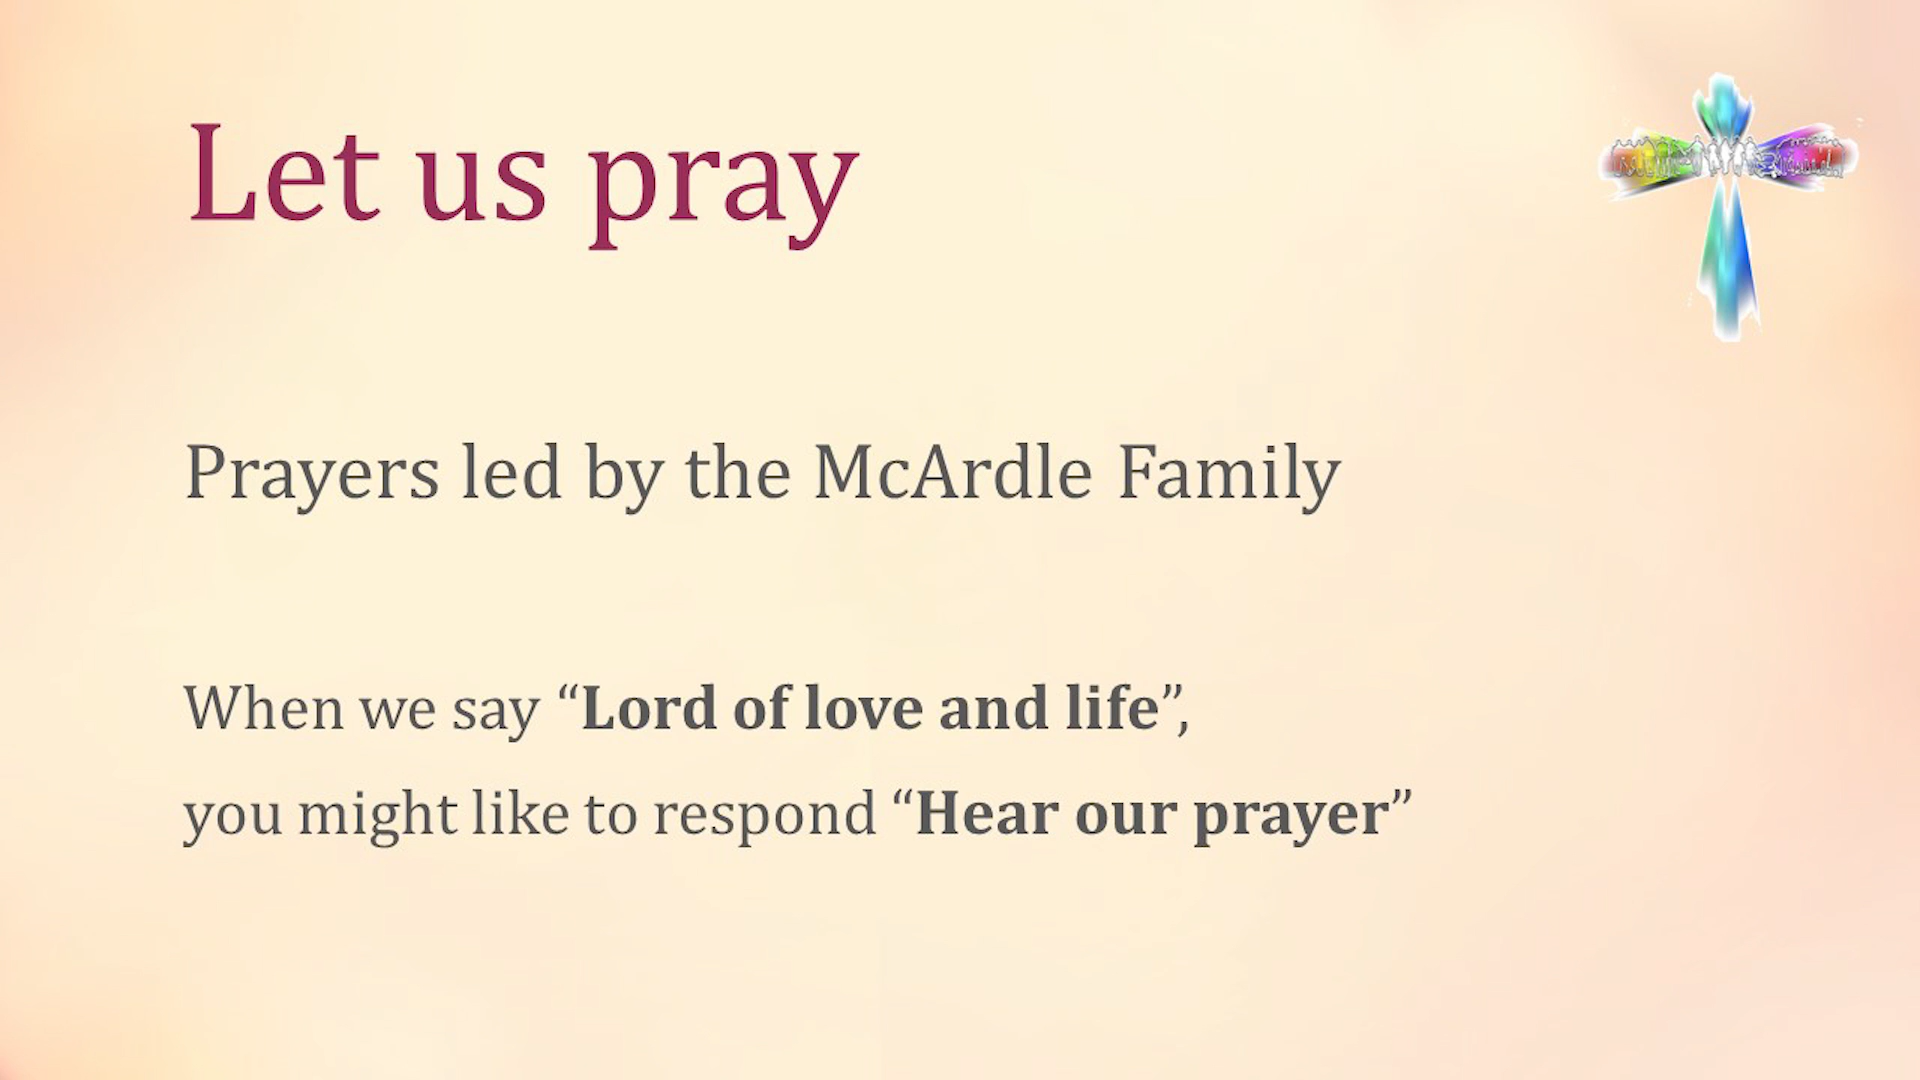 Let us pray
Prayers led by the McArdle Family
When we say “Lord of love and life”,
you might like to respond “Hear our prayer”